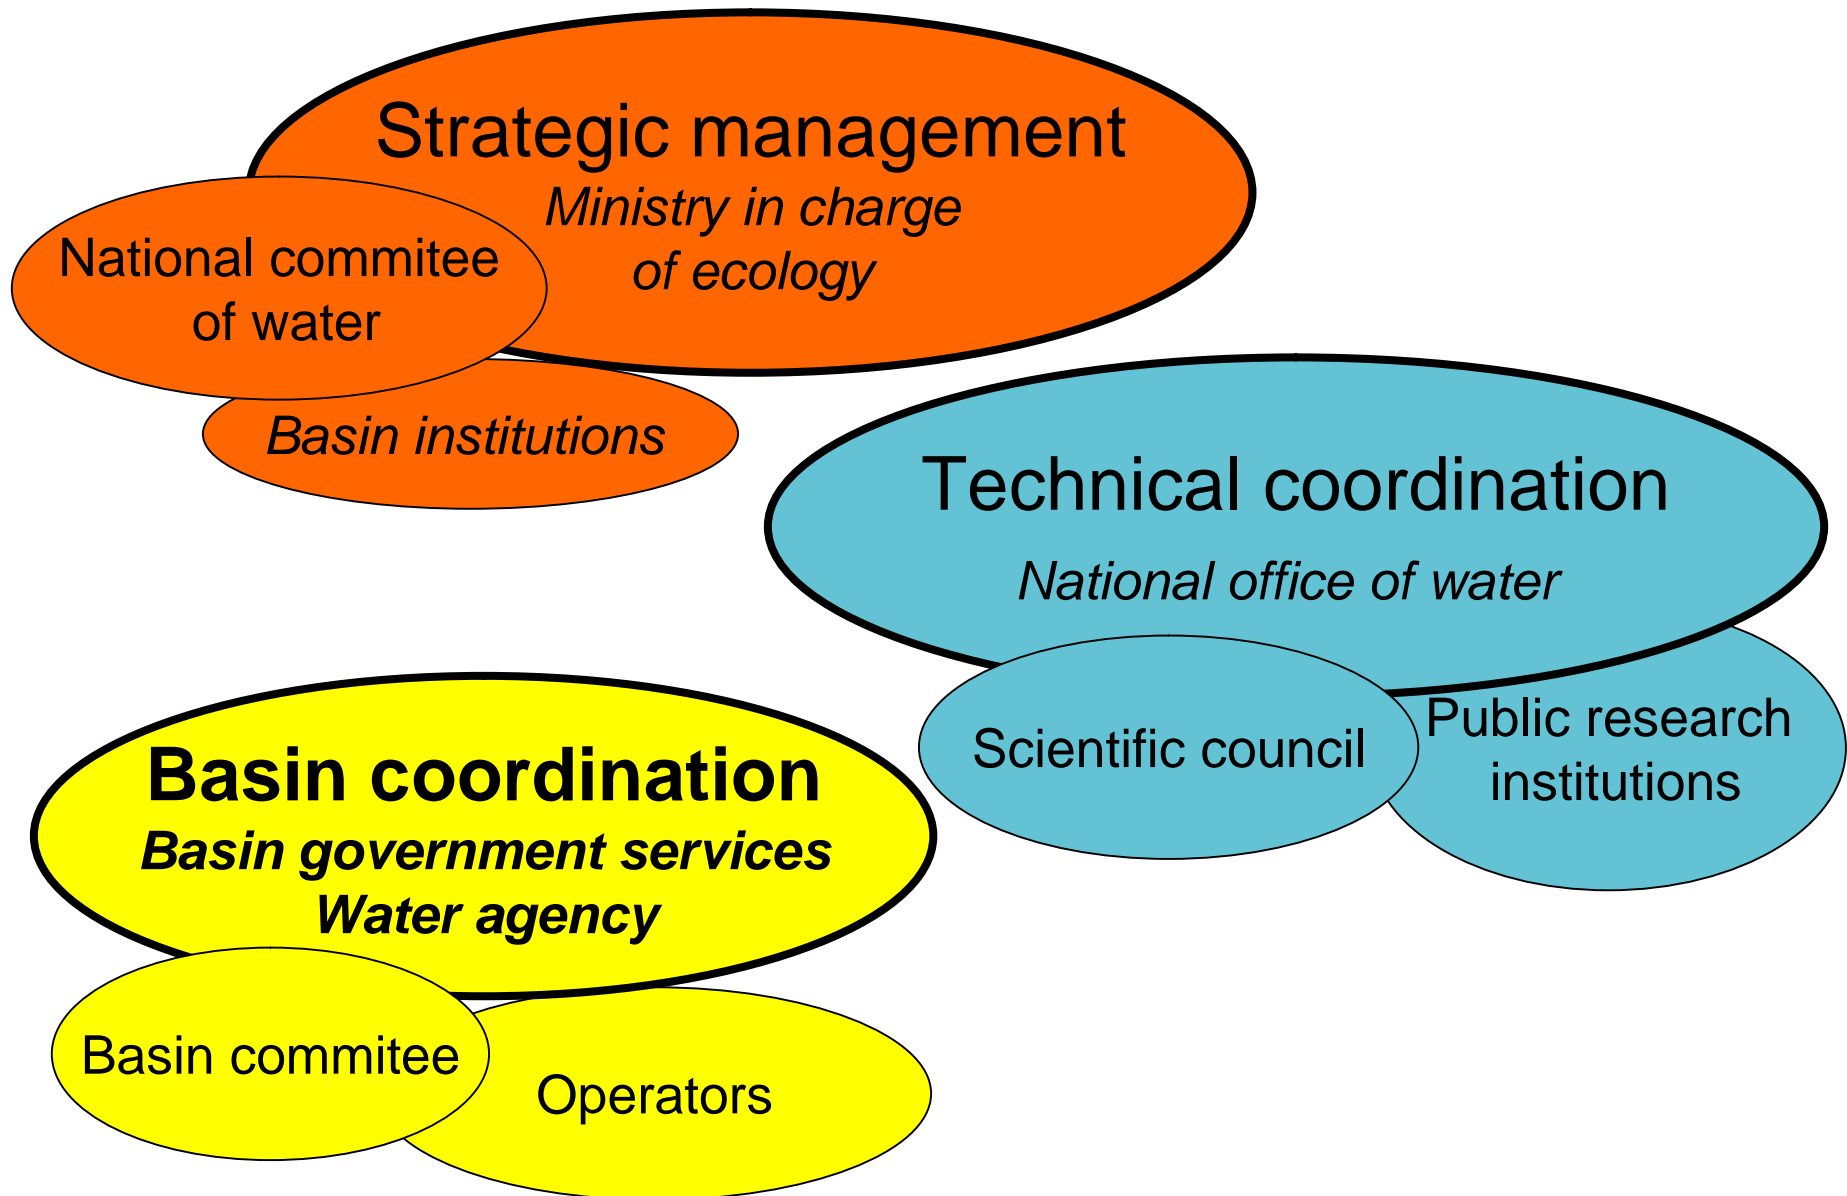 Strategic management
Ministry in charge
of ecology
National commitee
of water
Basin institutions
Technical coordination
National office of water
Scientific council
Public research
institutions
Basin coordination
Basin government services
Water agency
Basin commitee
Operators